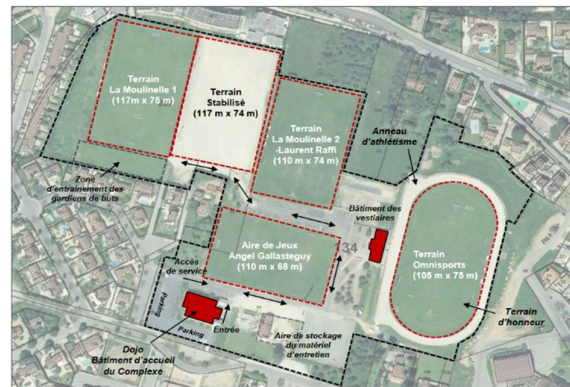 Terrain
La Moulinelle 1
(117m x 75 m)
Terrain
Stabilisé
(117 m x 74 m)
Terrain
La Moulinelle 2
-Laurent Raffi
(110 m x 74 m)
Anneau
d'athlétisme
Zone
d'entrainement des
gardiens de buts
Bâtiment des
vestiaires
Aire de Jeux
Angel Gallasteguy
(110 m x 68 m)
34
Terrain
Omnisports
(105 m x 75 m)
Accès
de service
Parking
Parking
Entrée
Terrain
d'honneur
Aire de stockage
du matériel
d'entretien
Dojo
Bâtiment d'accueil
du Complexe